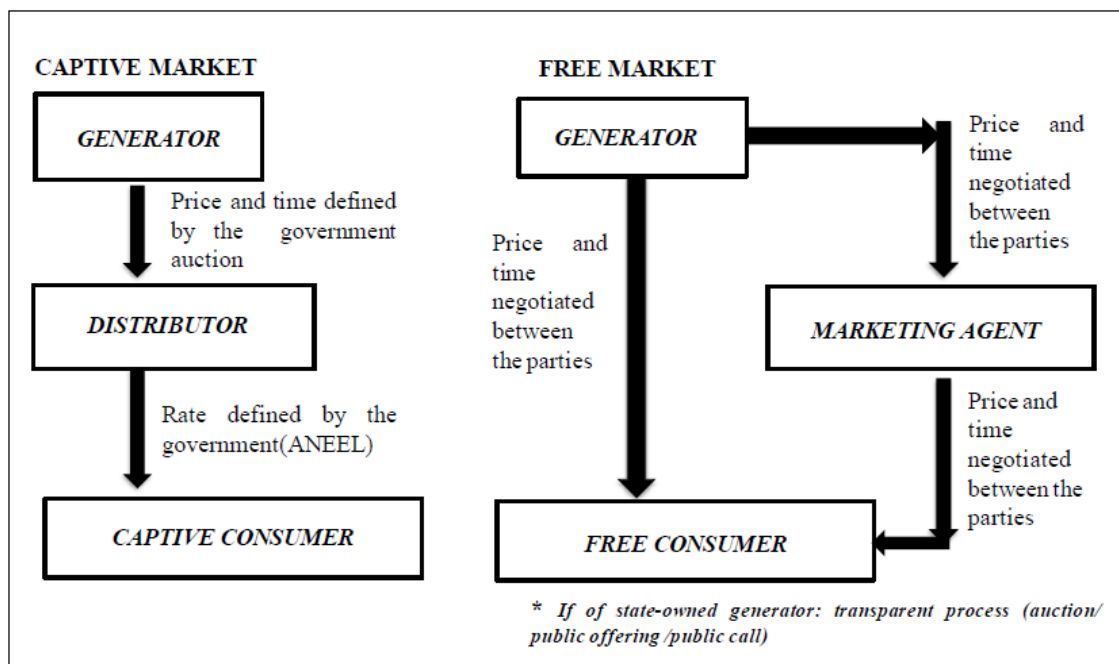 CAPTIVE MARKET
GENERATOR
Price and time defined
by the government
auction
DISTRIBUTOR
Rate defined by the
government(ANEEL)
CAPTIVE CONSUMER
FREE MARKET
GENERATOR
Price and
time
negotiated
between
the parties
Price and
time
negotiated
between
the parties
MARKETING AGENT
Price and
time
negotiated
between the
parties
FREE CONSUMER
* If of state-owned generator: transparent process (auction/
public offering /public call)